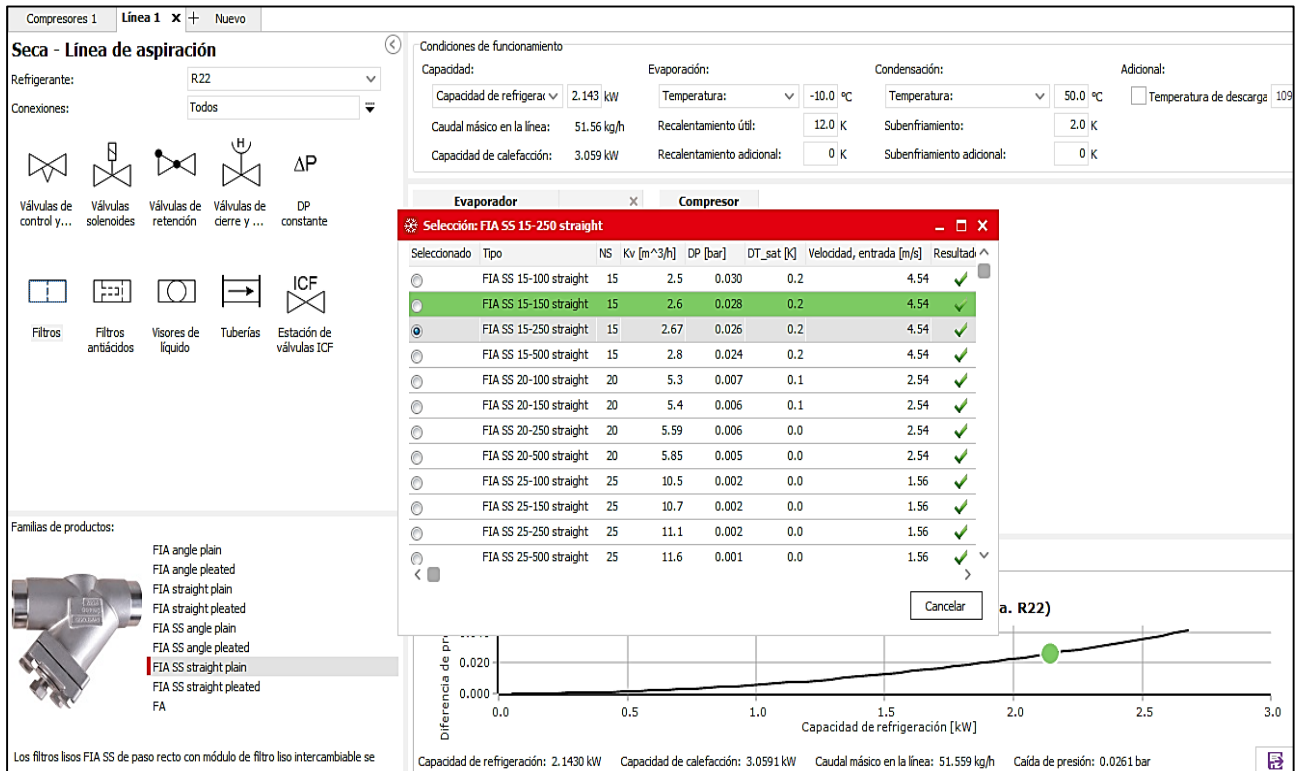 Compresores 1
Línea 1 x
+ Nuevo
Seca - Línea de aspiración
Refrigerante: R22
Conexiones: Todos
Válvulas de control y...
Válvulas solenoides
Válvulas de retención
H
Válvulas de cierre y ...
ΔP
DP constante
Filtros
Filtros antiácidos
Visores de líquido
Tuberías
ICF
Estación de válvulas ICF
Condiciones de funcionamiento
Capacidad: Evaporación: Condensación: Adicional:
Capacidad de refrigerac 2.143 kW Temperatura: -10.0 ºC Temperatura: 50.0 ºC Temperatura de descarga 109
Caudal másico en la línea: 51.56 kg/h Recalentamiento útil: 12.0 K Subenfriamiento: 2.0 K
Capacidad de calefacción: 3.059 kW Recalentamiento adicional: 0 K Subenfriamiento adicional: 0 K
Evaporador x Compresor
Selección: FIA SS 15-250 straight
Seleccionado Tipo NS Kv [m^3/h] DP [bar] DT_sat [K] Velocidad, entrada [m/s] Resultad
FIA SS 15-100 straight 15 2.5 0.030 0.2 4.54
FIA SS 15-150 straight 15 2.6 0.028 0.2 4.54
FIA SS 15-250 straight 15 2.67 0.026 0.2 4.54
FIA SS 15-500 straight 15 2.8 0.024 0.2 4.54
FIA SS 20-100 straight 20 5.3 0.007 0.1 2.54
FIA SS 20-150 straight 20 5.4 0.006 0.1 2.54
FIA SS 20-250 straight 20 5.59 0.006 0.0 2.54
FIA SS 20-500 straight 20 5.85 0.005 0.0 2.54
FIA SS 25-100 straight 25 10.5 0.002 0.0 1.56
FIA SS 25-150 straight 25 10.7 0.002 0.0 1.56
FIA SS 25-250 straight 25 11.1 0.002 0.0 1.56
FIA SS 25-500 straight 25 11.6 0.001 0.0 1.56
Cancelar
Familias de productos:
FIA angle plain
FIA angle pleated
FIA straight plain
FIA straight pleated
FIA SS angle plain
FIA SS angle pleated
FIA SS straight plain
FIA SS straight pleated
FA
Los filtros lisos FIA SS de paso recto con módulo de filtro liso intercambiable se
a. R22)
Diferencia de pre
0.020
0.000
0.0 0.5 1.0 1.5 2.0 2.5 3.0
Capacidad de refrigeración [kW]
Capacidad de refrigeración: 2.1430 kW Capacidad de calefacción: 3.0591 kW Caudal másico en la línea: 51.559 kg/h Caída de presión: 0.0261 bar